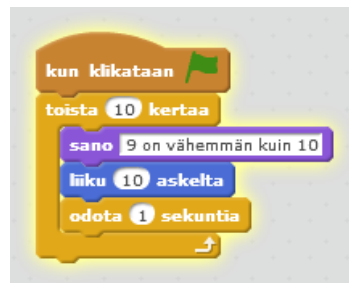 kun klikataan
toista 10 kertaa
sano 9 on vähemmän kuin 10
liiku 10 askelta
odota 1 sekuntia